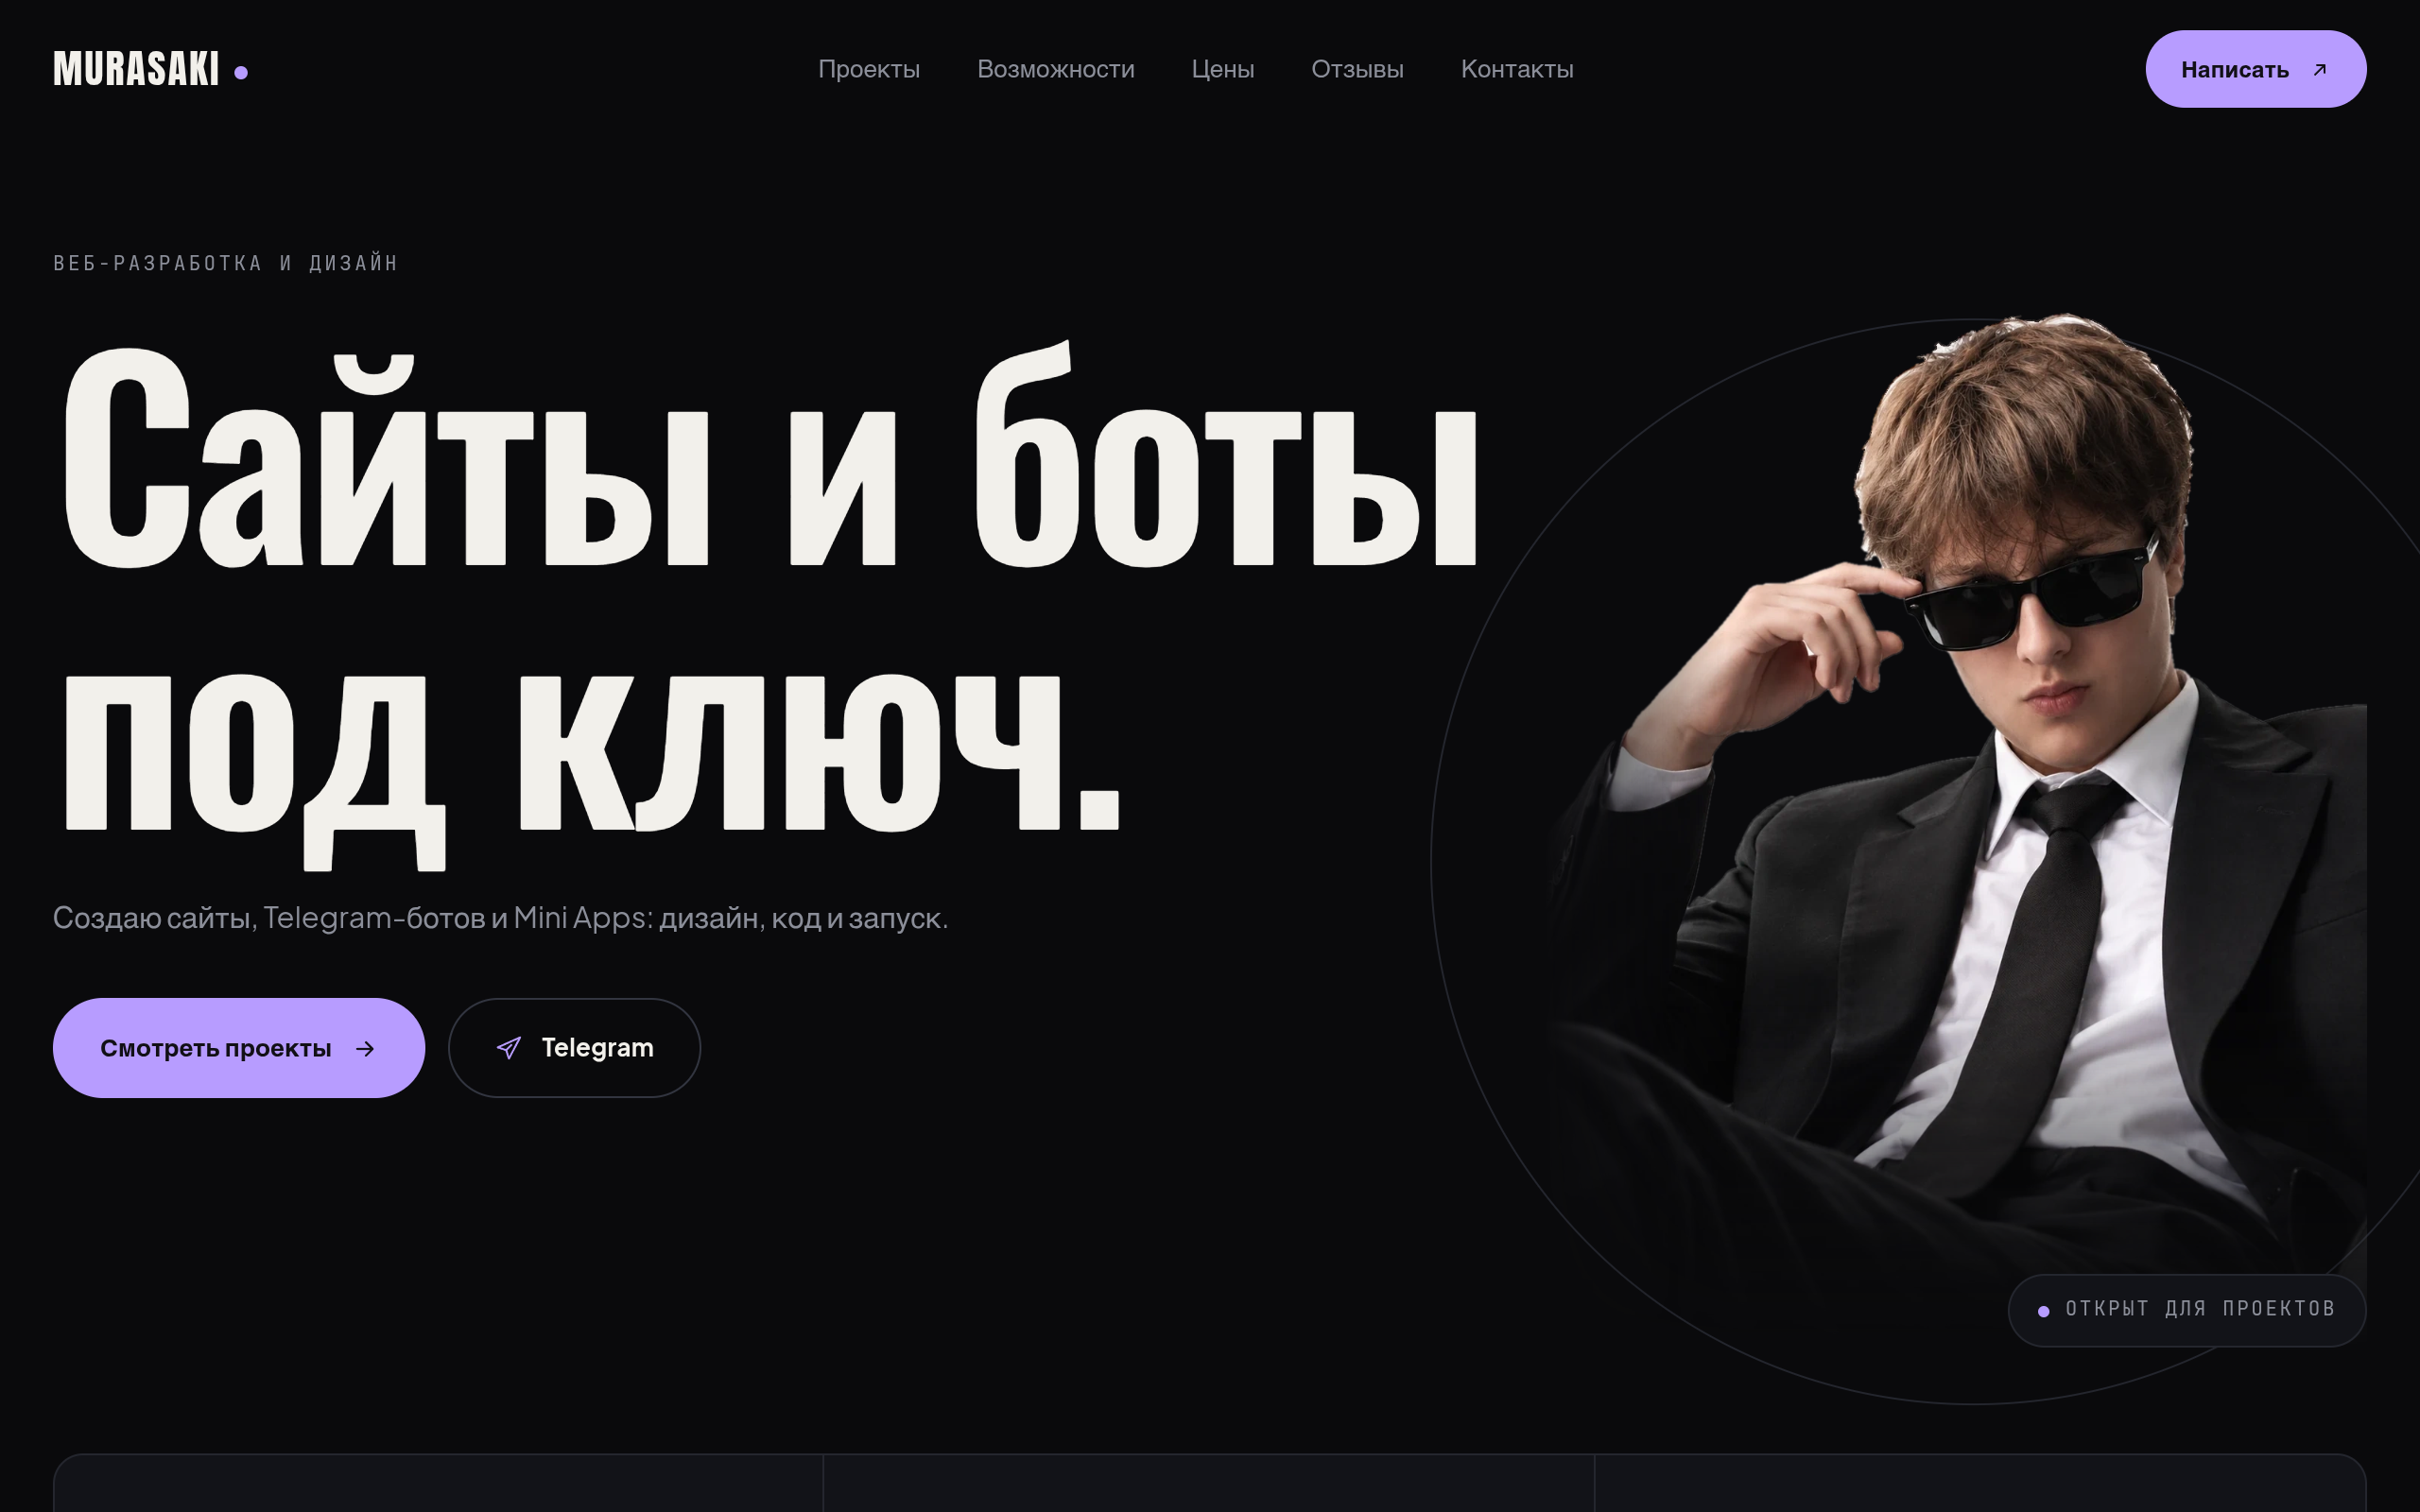 MURASAKI
Проекты Возможности Цены Отзывы Контакты
Написать
ВЕБ-РАЗРАБОТКА И ДИЗАЙН
Сайты и боты
под ключ.
Создаю сайты, Telegram-ботов и Mini Apps: дизайн, код и запуск.
Смотреть проекты
Telegram
ОТКРЫТ ДЛЯ ПРОЕКТОВ